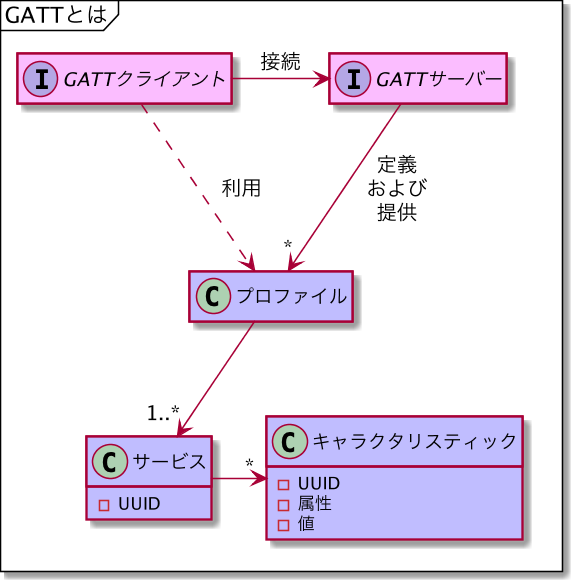 GATTとは
接続
I GATTクライアント
I GATTサーバー
利用
定義
および
提供
*
C プロファイル
1..*
C サービス
UUID
*
C キャラクタリスティック
UUID
属性
値